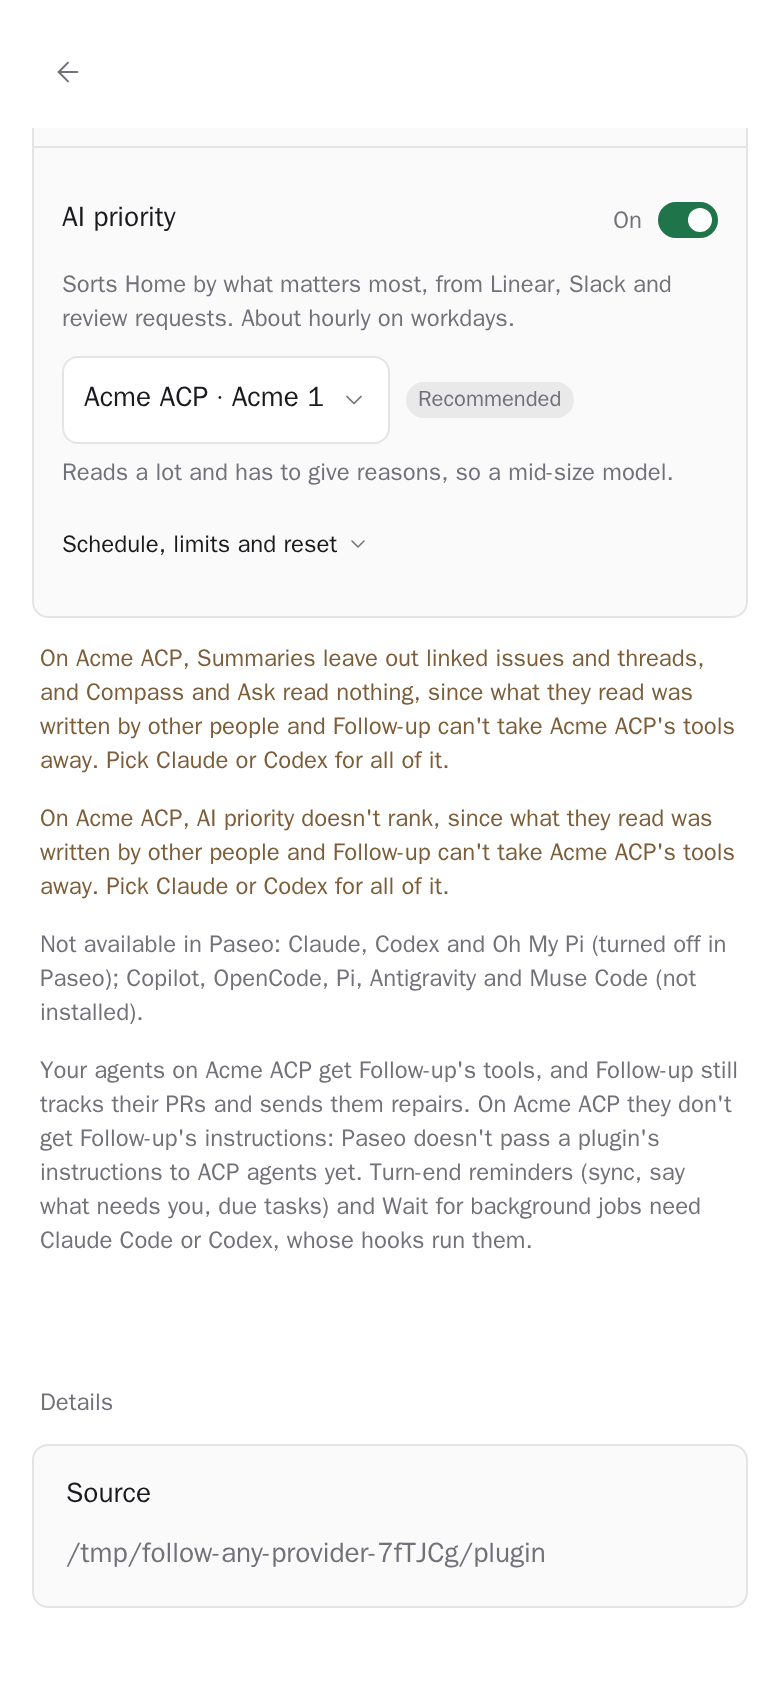 AI priority
On
Sorts Home by what matters most, from Linear, Slack and
review requests. About hourly on workdays.
Acme ACP · Acme 1
Recommended
Reads a lot and has to give reasons, so a mid-size model.
Schedule, limits and reset
On Acme ACP, Summaries leave out linked issues and threads,
and Compass and Ask read nothing, since what they read was
written by other people and Follow-up can't take Acme ACP's tools
away. Pick Claude or Codex for all of it.
On Acme ACP, AI priority doesn't rank, since what they read was
written by other people and Follow-up can't take Acme ACP's tools
away. Pick Claude or Codex for all of it.
Not available in Paseo: Claude, Codex and Oh My Pi (turned off in
Paseo); Copilot, OpenCode, Pi, Antigravity and Muse Code (not
installed).
Your agents on Acme ACP get Follow-up's tools, and Follow-up still
tracks their PRs and sends them repairs. On Acme ACP they don't
get Follow-up's instructions: Paseo doesn't pass a plugin's
instructions to ACP agents yet. Turn-end reminders (sync, say
what needs you, due tasks) and Wait for background jobs need
Claude Code or Codex, whose hooks run them.
Details
Source
/tmp/follow-any-provider-7fTJCg/plugin